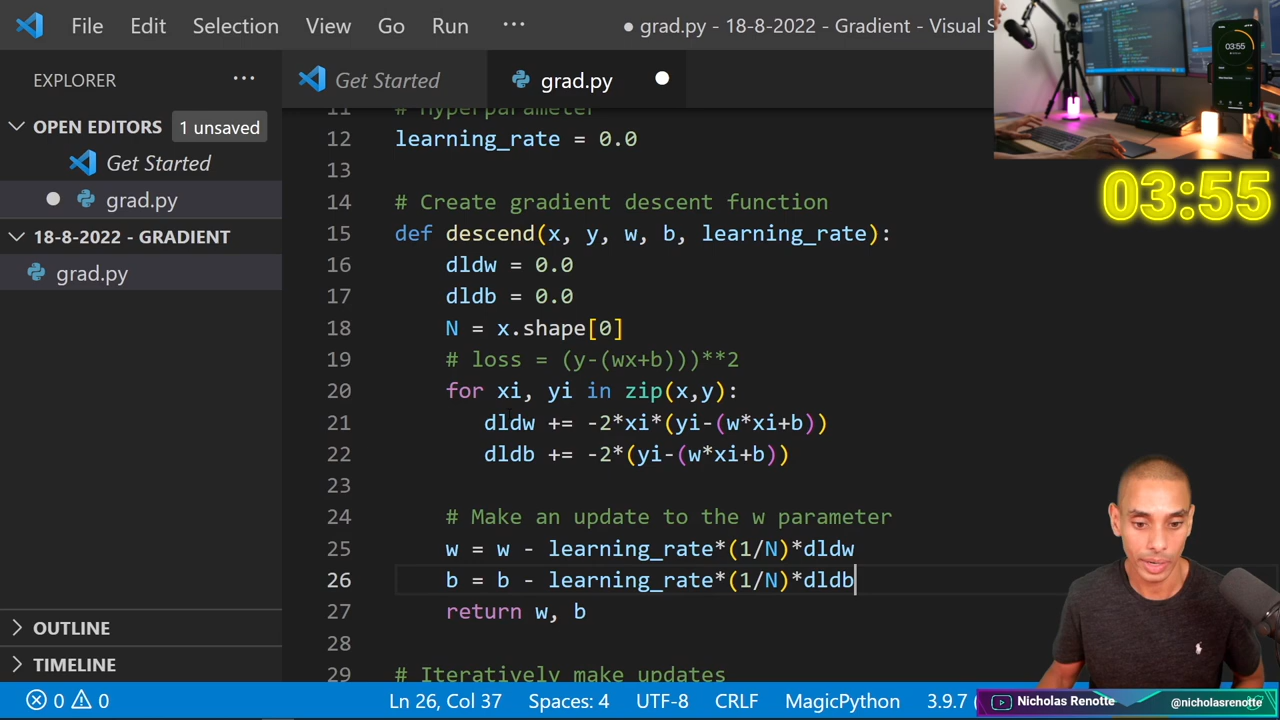 File Edit Selection View Go Run ···
● grad.py - 18-8-2022 - Gradient - Visual S
03:55
EXPLORER ···
Get Started
grad.py
OPEN EDITORS 1 unsaved
Get Started
grad.py
18-8-2022 - GRADIENT
grad.py
OUTLINE
TIMELINE
11 # Hyperparameter
12 learning_rate = 0.0
13
14 # Create gradient descent function
15 def descend(x, y, w, b, learning_rate):
16 dldw = 0.0
17 dldb = 0.0
18 N = x.shape[0]
19 # loss = (y-(wx+b)))**2
20 for xi, yi in zip(x,y):
21 dldw += -2*xi*(yi-(w*xi+b))
22 dldb += -2*(yi-(w*xi+b))
23
24 # Make an update to the w parameter
25 w = w - learning_rate*(1/N)*dldw
26 b = b - learning_rate*(1/N)*dldb
27 return w, b
28
29 # Iteratively make updates
03:55
0 0 Ln 26, Col 37 Spaces: 4 UTF-8 CRLF MagicPython 3.9.7
Nicholas Renotte @nicholasrenotte